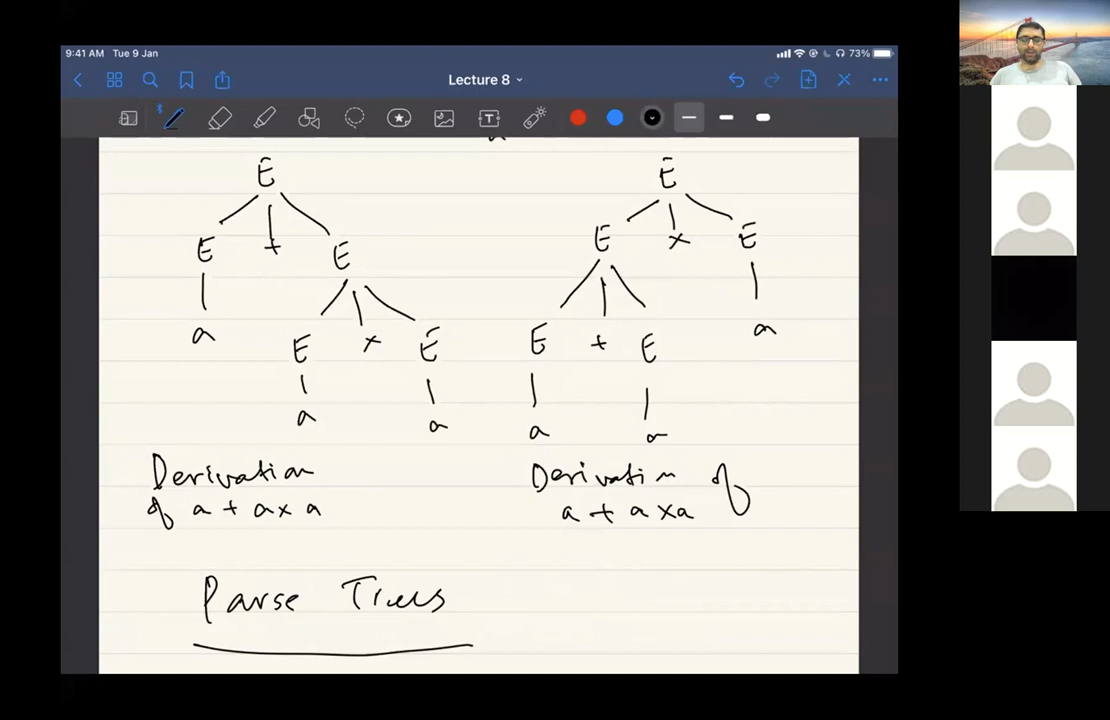 9:41 AM Tue 9 Jan
73%
Lecture 8
E
E + E
a
E x E
a a
E
E x E
E + E a
a a
Derivation
of a + a x a
Derivation of
a + a x a
Parse Trees